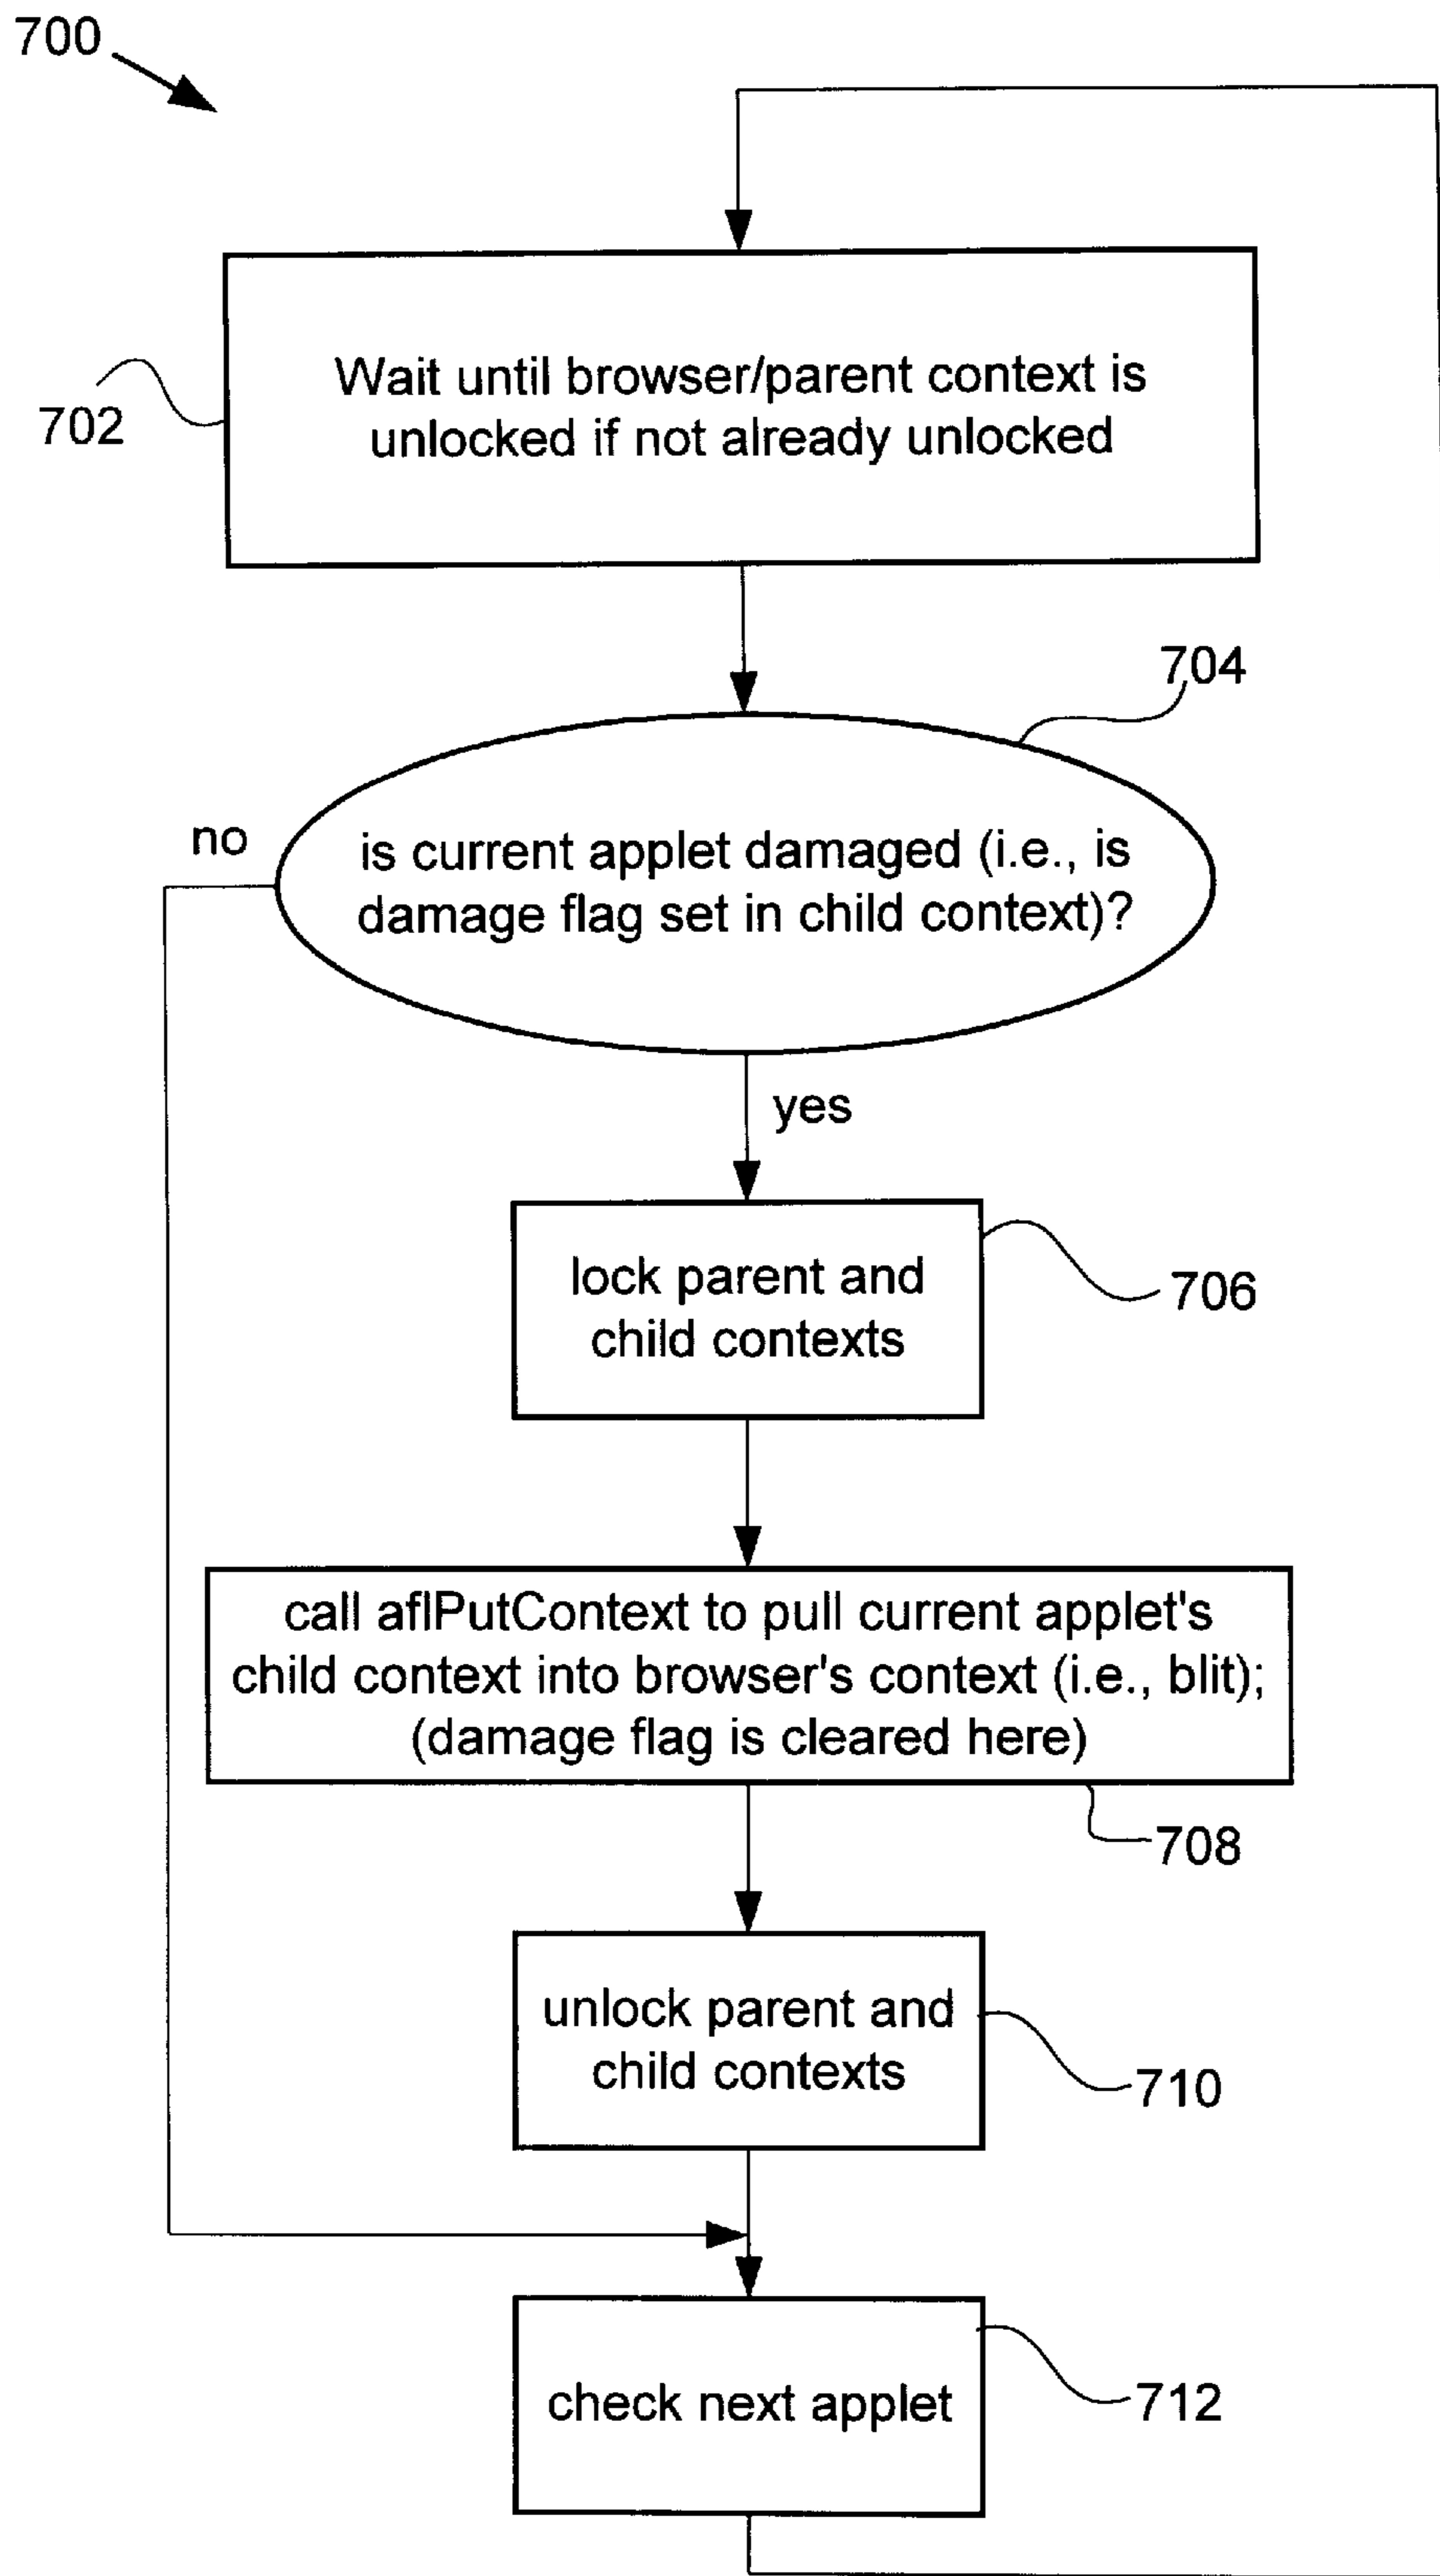 700
Wait until browser/parent context is
unlocked if not already unlocked
702
704
no
is current applet damaged (i.e., is
damage flag set in child context)?
yes
lock parent and
child contexts
706
call aflPutContext to pull current applet's
child context into browser's context (i.e., blit);
(damage flag is cleared here)
708
unlock parent and
child contexts
710
check next applet
712